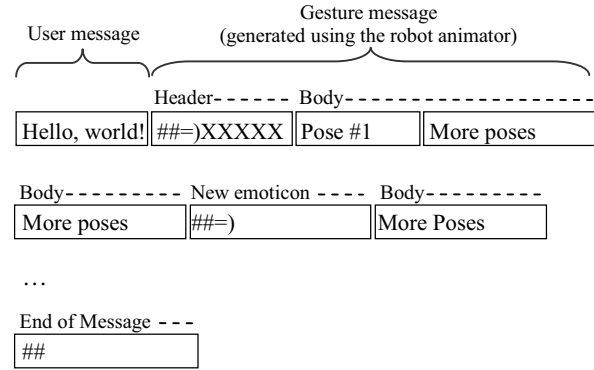 Gesture message
User message (generated using the robot animator)
Header- - - - - - Body- - - - - - - - - - - - - - - - - - -
Hello, world! ##=)XXXXX Pose #1 More poses
Body- - - - - - - - - New emoticon - - - - Body- - - - - - - - -
More poses ##=) More Poses
...
End of Message - - -
##